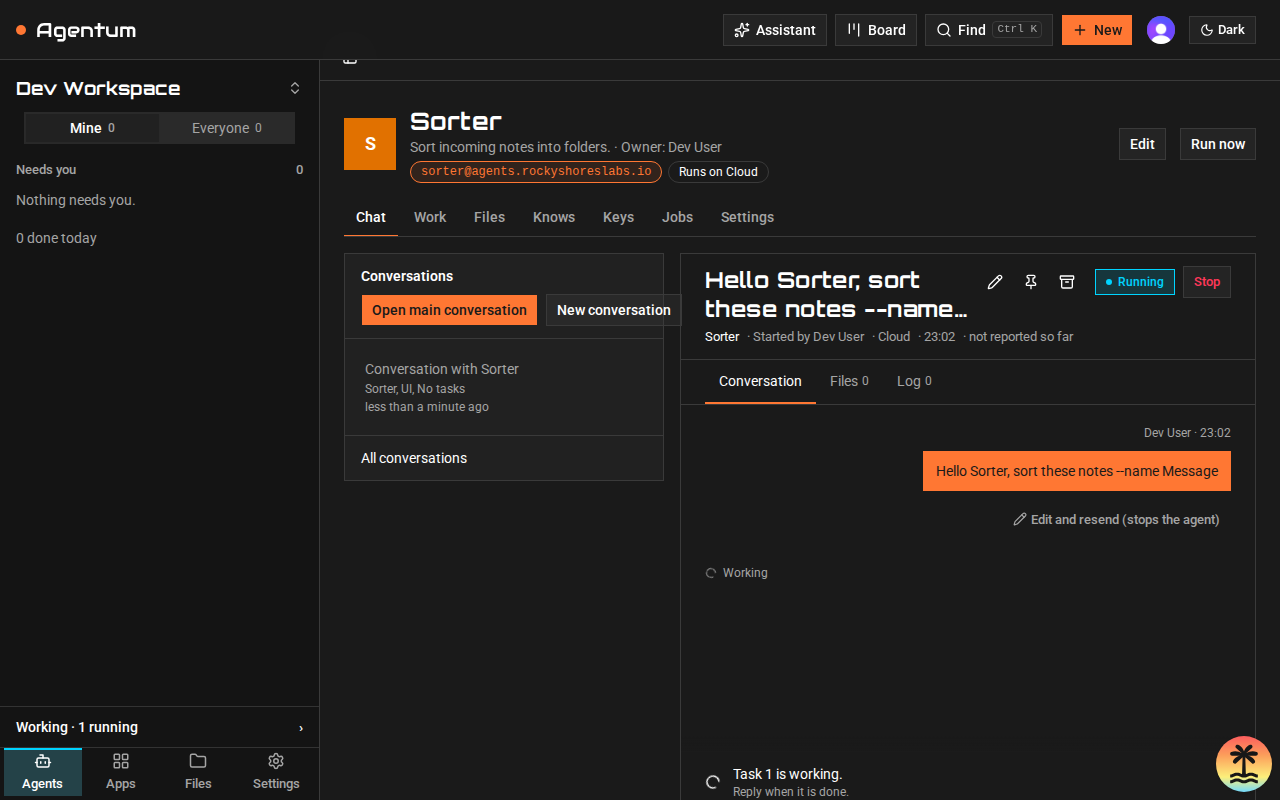 Agentum
Assistant
Board
Find Ctrl K
New
Dark
Dev Workspace
Mine 0
Everyone 0
Needs you 0
Nothing needs you.
0 done today
Working · 1 running ›
Agents
Apps
Files
Settings
S
Sorter
Sort incoming notes into folders. · Owner: Dev User
sorter@agents.rockyshoreslabs.io
Runs on Cloud
Edit
Run now
Chat
Work
Files
Knows
Keys
Jobs
Settings
Conversations
Open main conversation
New conversation
Conversation with Sorter
Sorter, UI, No tasks
less than a minute ago
All conversations
Hello Sorter, sort
these notes --name…
Running
Stop
Sorter · Started by Dev User · Cloud · 23:02 · not reported so far
Conversation
Files 0
Log 0
Dev User · 23:02
Hello Sorter, sort these notes --name Message
Edit and resend (stops the agent)
Working
Task 1 is working.
Reply when it is done.